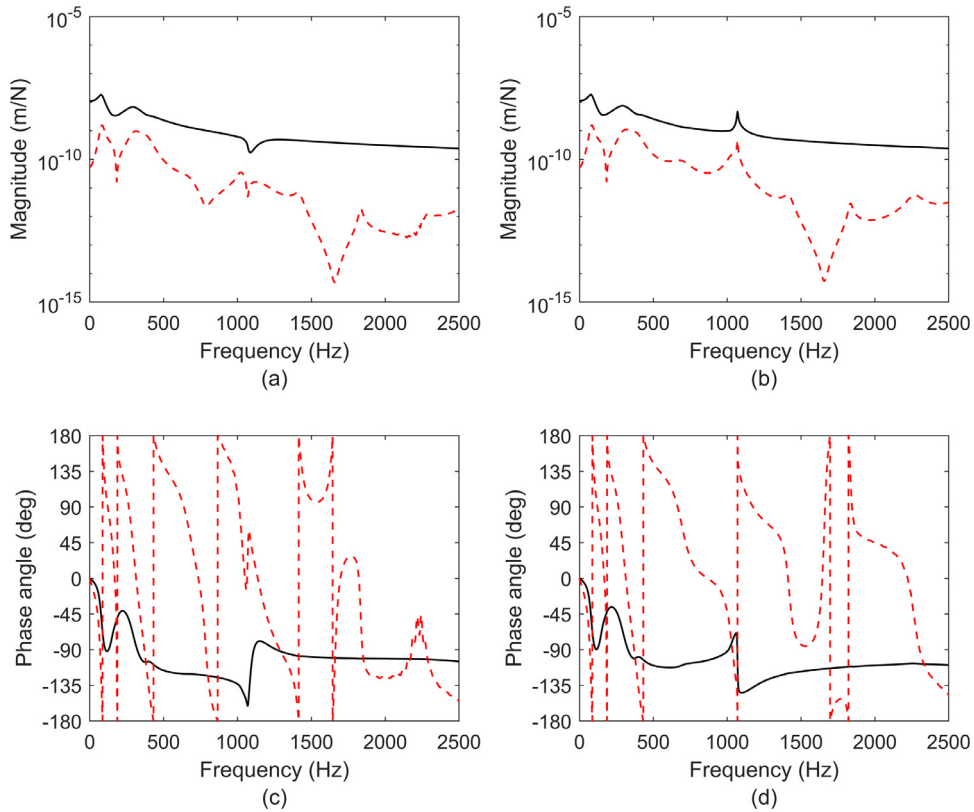 10^-5
10^-10
10^-15
Magnitude (m/N)
0 500 1000 1500 2000 2500
Frequency (Hz)
(a)
10^-5
10^-10
10^-15
Magnitude (m/N)
0 500 1000 1500 2000 2500
Frequency (Hz)
(b)
180
135
90
45
0
-45
-90
-135
-180
Phase angle (deg)
0 500 1000 1500 2000 2500
Frequency (Hz)
(c)
180
135
90
45
0
-45
-90
-135
-180
Phase angle (deg)
0 500 1000 1500 2000 2500
Frequency (Hz)
(d)